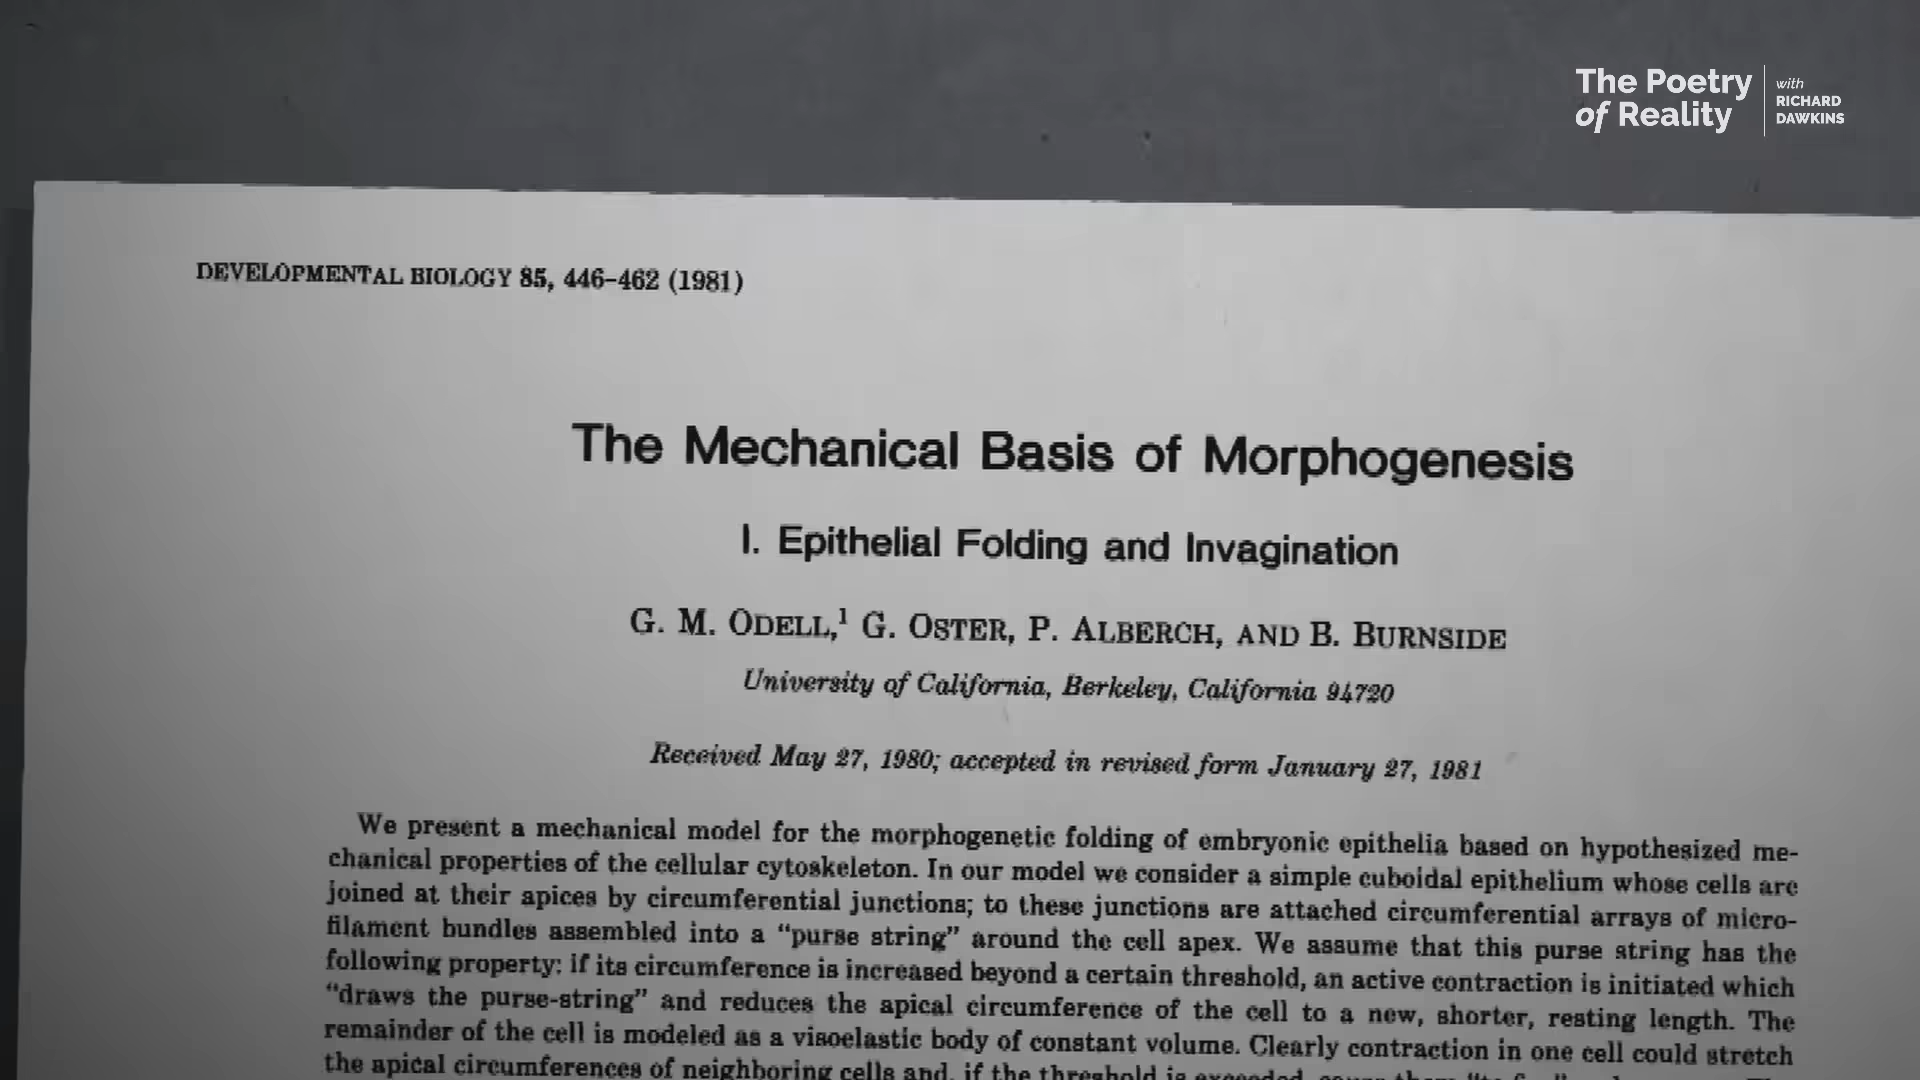 The Poetry
of Reality
with
RICHARD
DAWKINS
DEVELOPMENTAL BIOLOGY 85, 446–462 (1981)
The Mechanical Basis of Morphogenesis
I. Epithelial Folding and Invagination
G. M. ODELL,¹ G. OSTER, P. ALBERCH, AND B. BURNSIDE
University of California, Berkeley, California 94720
Received May 27, 1980; accepted in revised form January 27, 1981
We present a mechanical model for the morphogenetic folding of embryonic epithelia based on hypothesized me-
chanical properties of the cellular cytoskeleton. In our model we consider a simple cuboidal epithelium whose cells are
joined at their apices by circumferential junctions; to these junctions are attached circumferential arrays of micro-
filament bundles assembled into a "purse string" around the cell apex. We assume that this purse string has the
following property: if its circumference is increased beyond a certain threshold, an active contraction is initiated which
"draws the purse-string" and reduces the apical circumference of the cell to a new, shorter, resting length. The
remainder of the cell is modeled as a visoelastic body of constant volume. Clearly contraction in one cell could stretch
the apical circumferences of neighboring cells and, if the threshold is exceeded